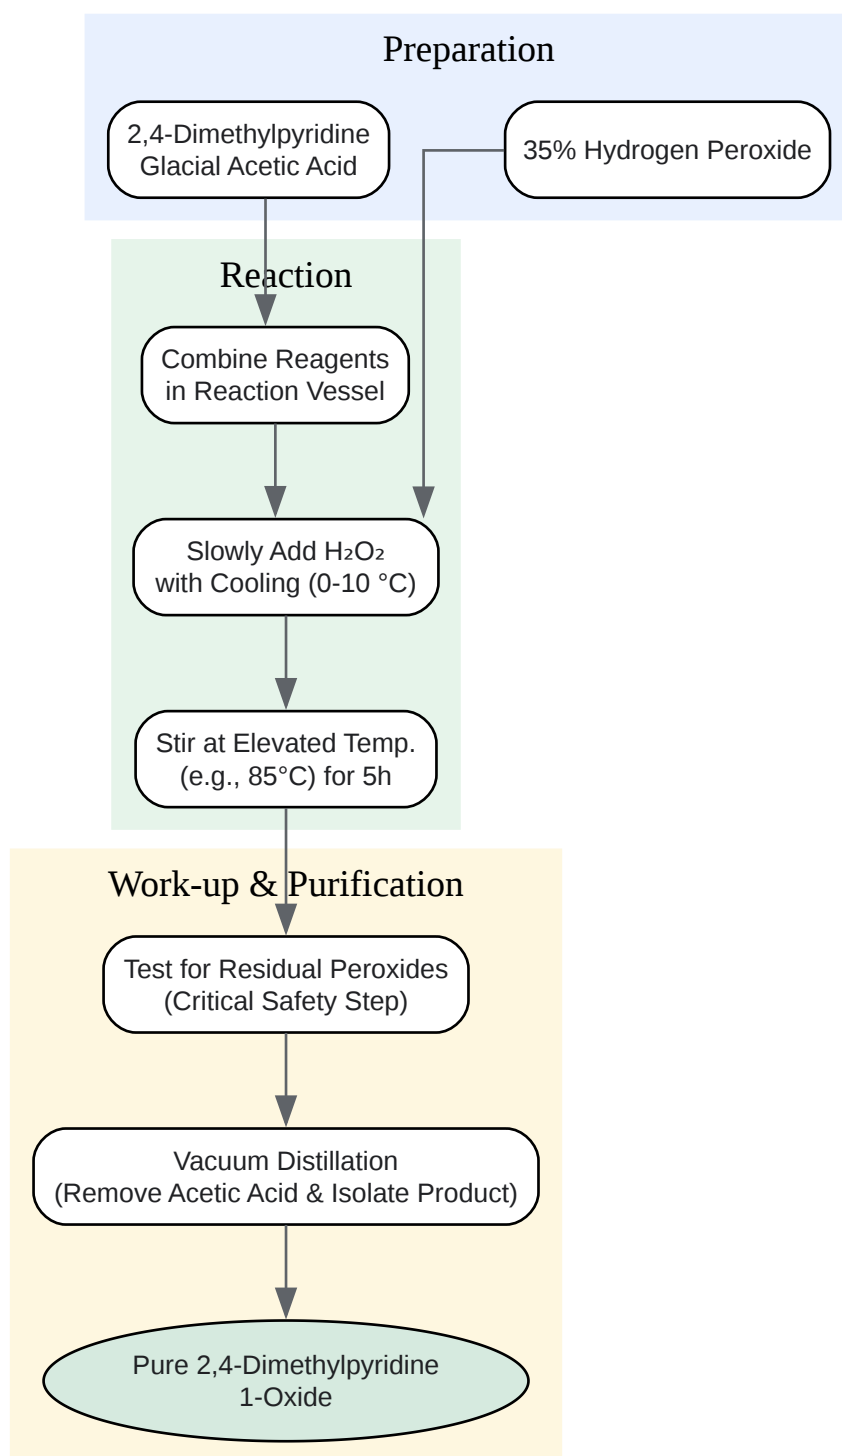 Preparation
2,4-Dimethylpyridine
Glacial Acetic Acid
35% Hydrogen Peroxide
Reaction
Combine Reagents
in Reaction Vessel
Slowly Add H₂O₂
with Cooling (0-10 °C)
Stir at Elevated Temp.
(e.g., 85°C) for 5h
Work-up & Purification
Test for Residual Peroxides
(Critical Safety Step)
Vacuum Distillation
(Remove Acetic Acid & Isolate Product)
Pure 2,4-Dimethylpyridine
1-Oxide